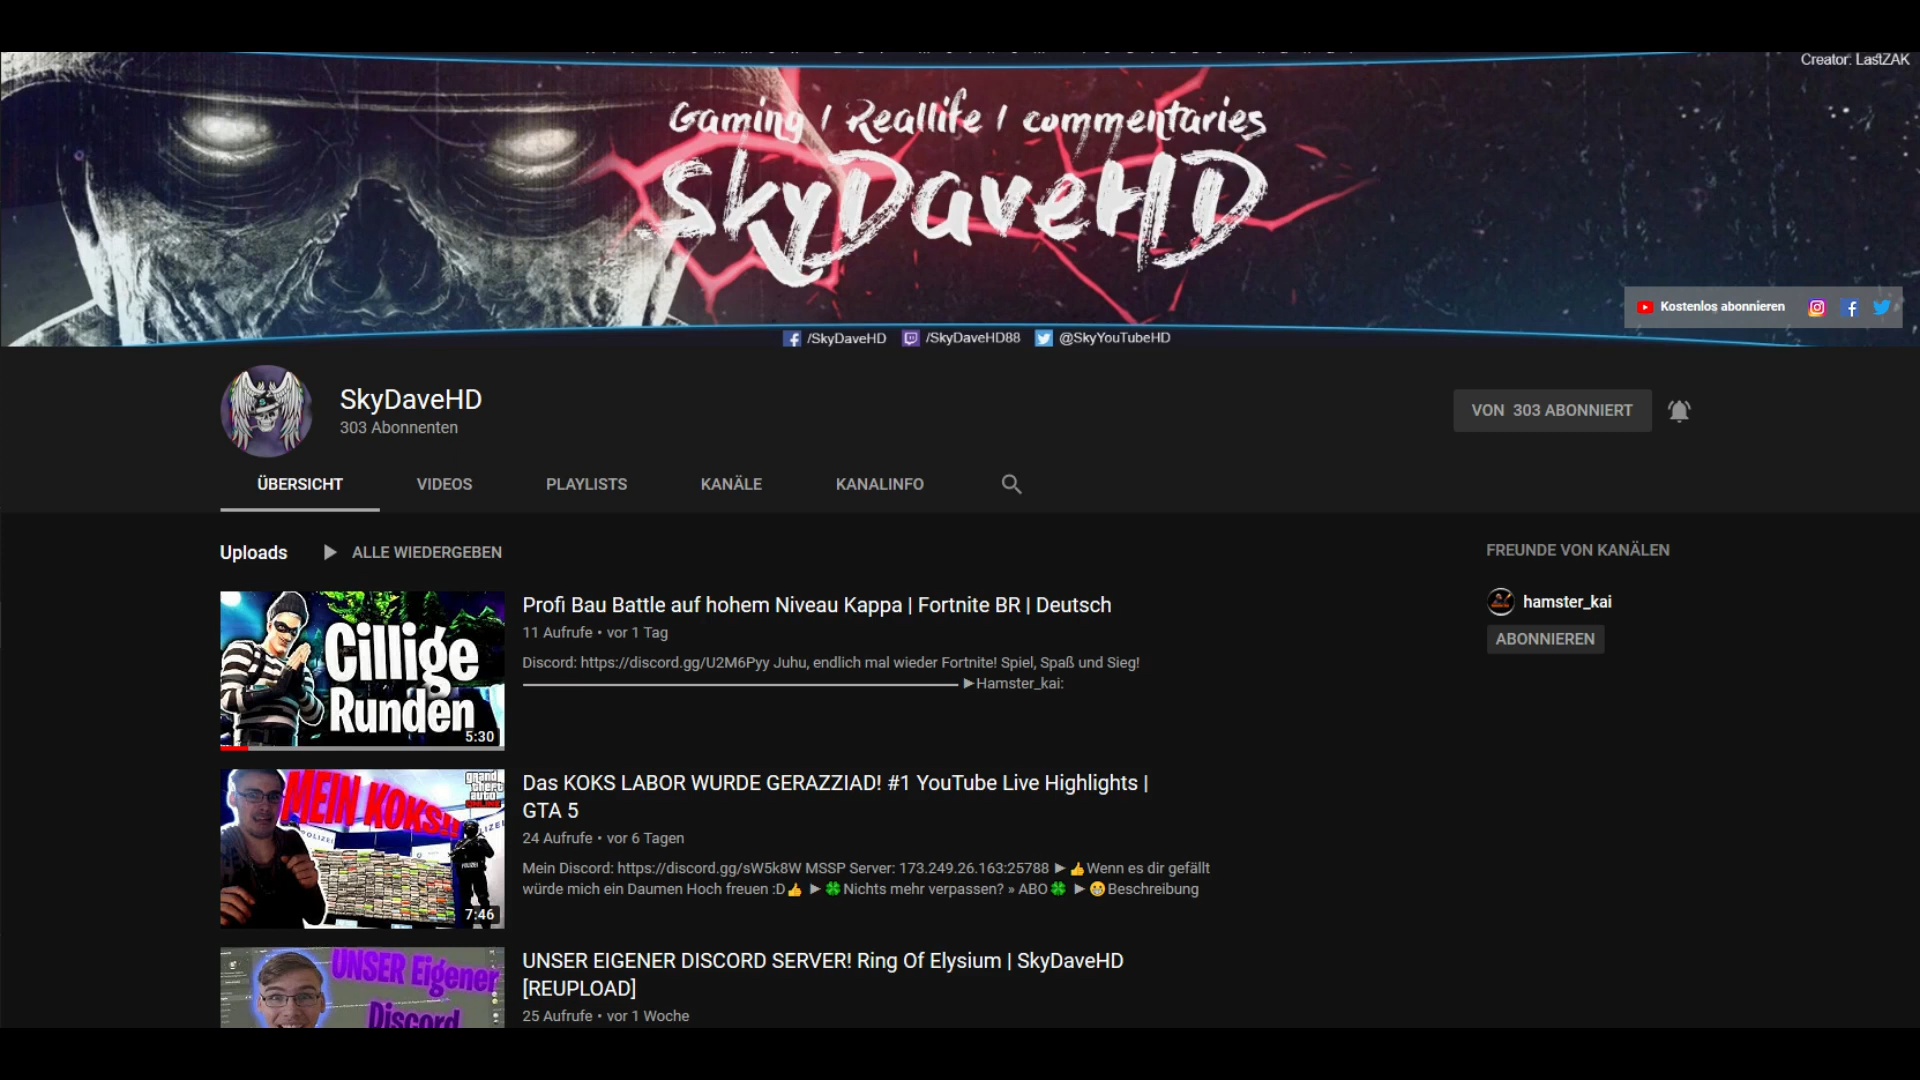 Creator: LastZAK
Gaming | Reallife | commentaries
SkyDaveHD
Kostenlos abonnieren
/SkyDaveHD /SkyDaveHD88 @SkyYouTubeHD
SkyDaveHD
303 Abonnenten
VON 303 ABONNIERT
ÜBERSICHT VIDEOS PLAYLISTS KANÄLE KANALINFO
Uploads ALLE WIEDERGEBEN
FREUNDE VON KANÄLEN
hamster_kai
ABONNIEREN
Cillige
Runden
5:30
Profi Bau Battle auf hohem Niveau Kappa | Fortnite BR | Deutsch
11 Aufrufe • vor 1 Tag
Discord: https://discord.gg/U2M6Pyy Juhu, endlich mal wieder Fortnite! Spiel, Spaß und Sieg!
►Hamster_kai:
MEIN KOKS!!
grand
theft
auto
ONLINE
POLIZEI
7:46
Das KOKS LABOR WURDE GERAZZIAD! #1 YouTube Live Highlights |
GTA 5
24 Aufrufe • vor 6 Tagen
Mein Discord: https://discord.gg/sW5k8W MSSP Server: 173.249.26.163:25788 ►👍Wenn es dir gefällt
würde mich ein Daumen Hoch freuen :D👍 ►🍀Nichts mehr verpassen? » ABO🍀 ►😁Beschreibung
UNSER Eigener
Discord
UNSER EIGENER DISCORD SERVER! Ring Of Elysium | SkyDaveHD
[REUPLOAD]
25 Aufrufe • vor 1 Woche